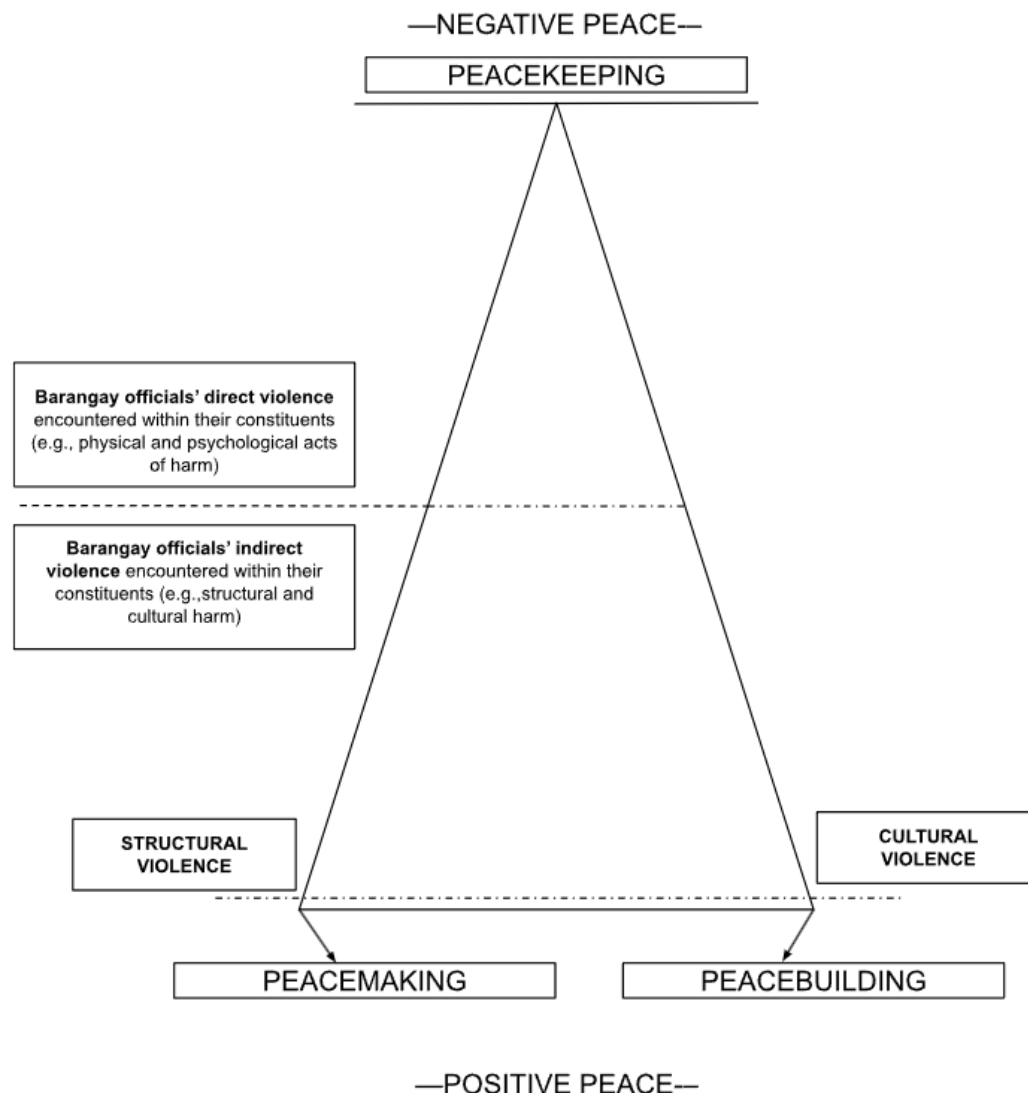 —NEGATIVE PEACE-–
PEACEKEEPING
Barangay officials’ direct violence
encountered within their constituents
(e.g., physical and psychological acts
of harm)
Barangay officials’ indirect
violence encountered within their
constituents (e.g.,structural and
cultural harm)
STRUCTURAL
VIOLENCE
CULTURAL
VIOLENCE
PEACEMAKING
PEACEBUILDING
—POSITIVE PEACE-–